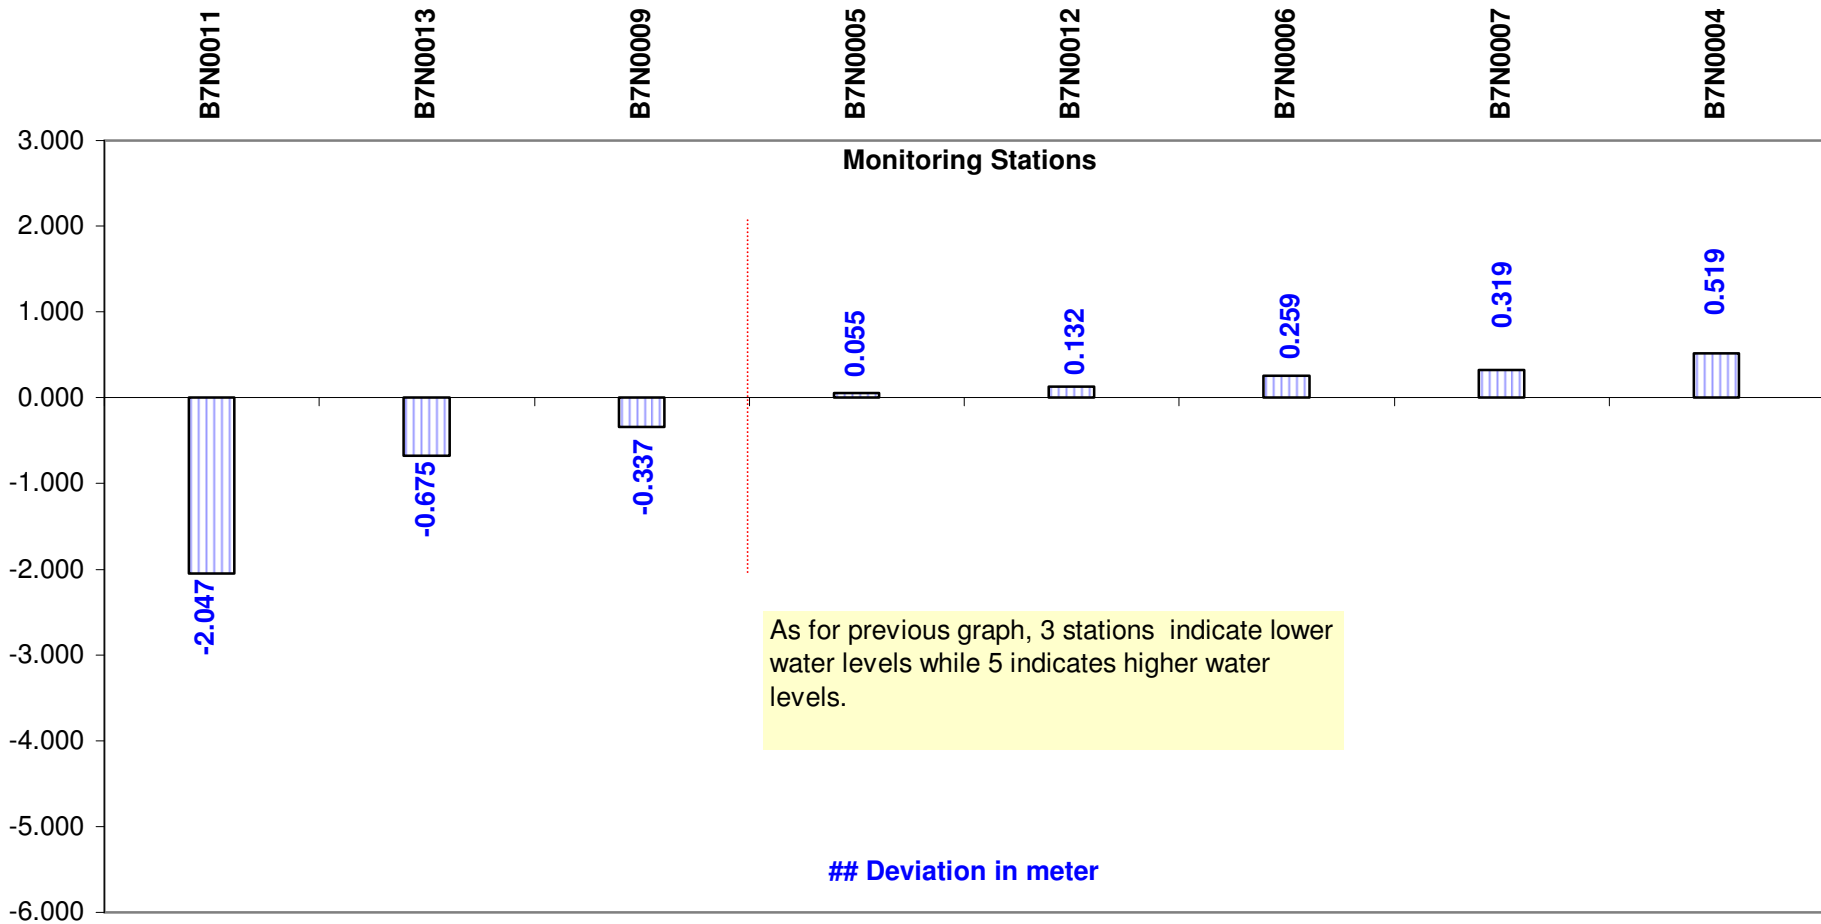 B7N0011
B7N0013
B7N0009
B7N0005
B7N0012
B7N0006
B7N0007
B7N0004
Monitoring Stations
3.000
2.000
1.000
0.000
-1.000
-2.000
-3.000
-4.000
-5.000
-6.000
-2.047
-0.675
-0.337
0.055
0.132
0.259
0.319
0.519
As for previous graph, 3 stations  indicate lower
water levels while 5 indicates higher water
levels.
## Deviation in meter